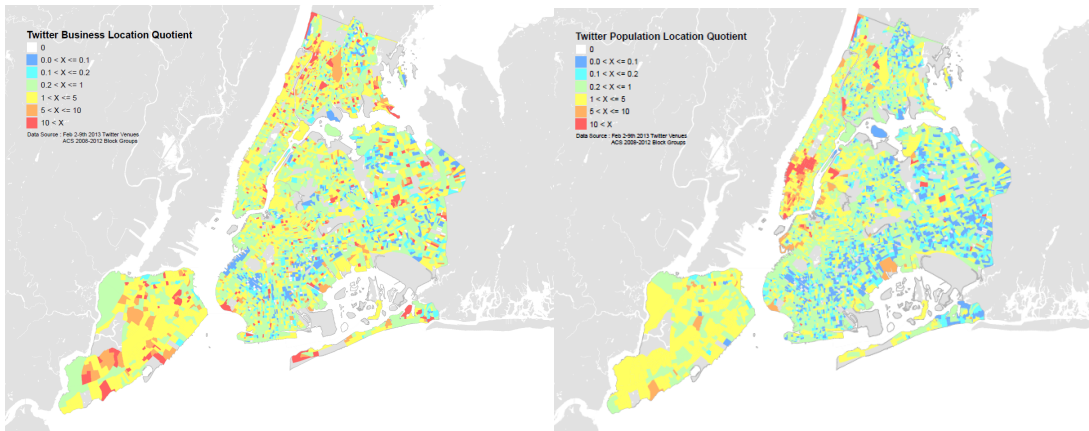 Twitter Business Location Quotient
0
0.0 < X <= 0.1
0.1 < X <= 0.2
0.2 < X <= 1
1 < X <= 5
5 < X <= 10
10 < X
Data Source : Feb 2-9th 2013 Twitter Venues
ACS 2008-2012 Block Groups
Twitter Population Location Quotient
0
0.0 < X <= 0.1
0.1 < X <= 0.2
0.2 < X <= 1
1 < X <= 5
5 < X <= 10
10 < X
Data Source : Feb 2-9th 2013 Twitter Venues
ACS 2008-2012 Block Groups